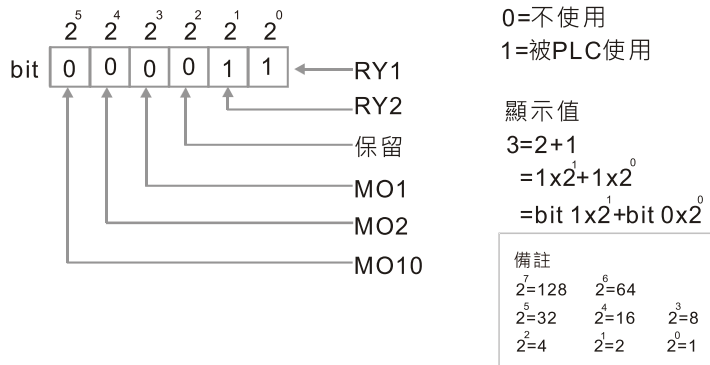 2⁵ 2⁴ 2³ 2² 2¹ 2⁰
bit 0 0 0 0 1 1
RY1
RY2
保留
MO1
MO2
MO10
0=不使用
1=被PLC使用
顯示值
3=2+1
=1x2¹+1x2⁰
=bit 1x2¹+bit 0x2⁰
備註
2⁷=128 2⁶=64
2⁵=32 2⁴=16 2³=8
2²=4 2¹=2 2⁰=1